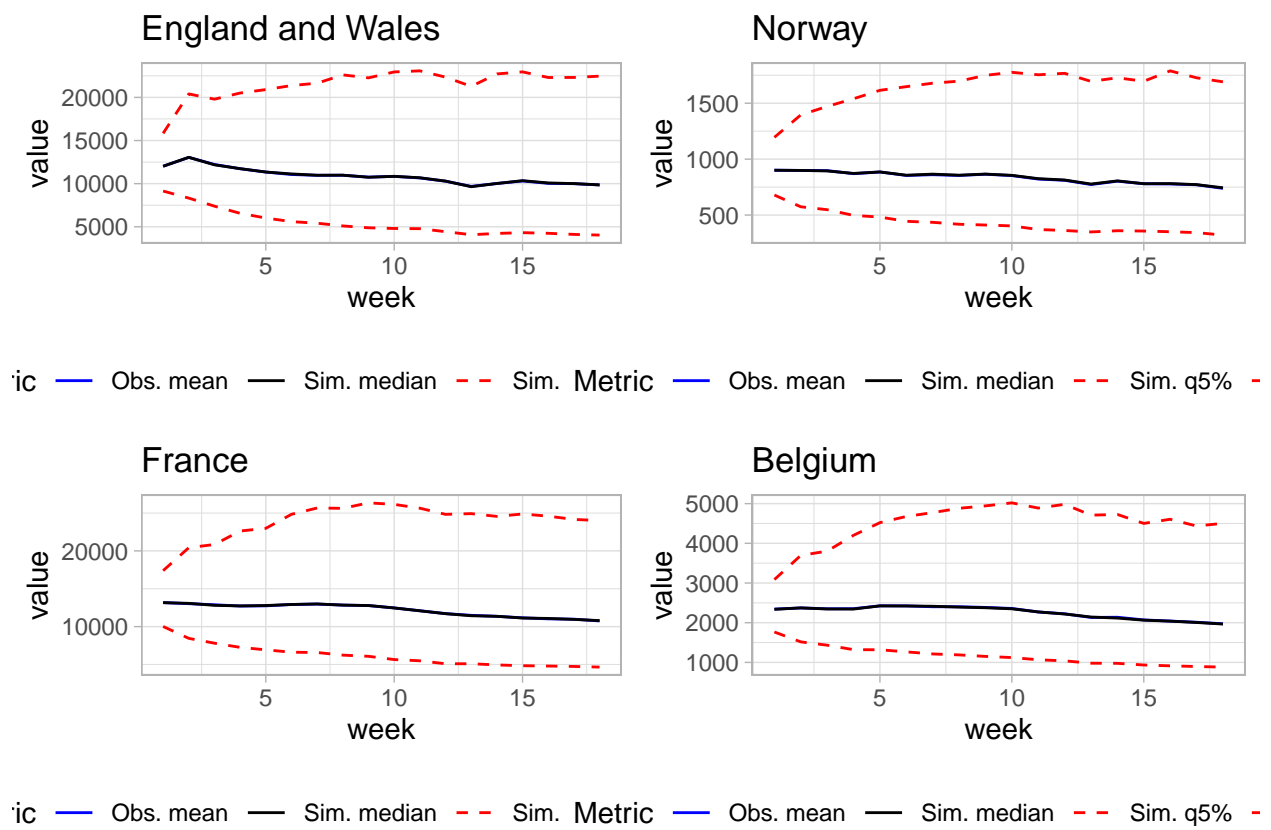 England and Wales
value
20000
15000
10000
5000
5 10 15
week
Norway
value
1500
1000
500
5 10 15
week
ric Obs. mean Sim. median Sim.
Metric Obs. mean Sim. median Sim. q5%
France
value
20000
10000
5 10 15
week
Belgium
value
5000
4000
3000
2000
1000
5 10 15
week
ric Obs. mean Sim. median Sim.
Metric Obs. mean Sim. median Sim. q5%